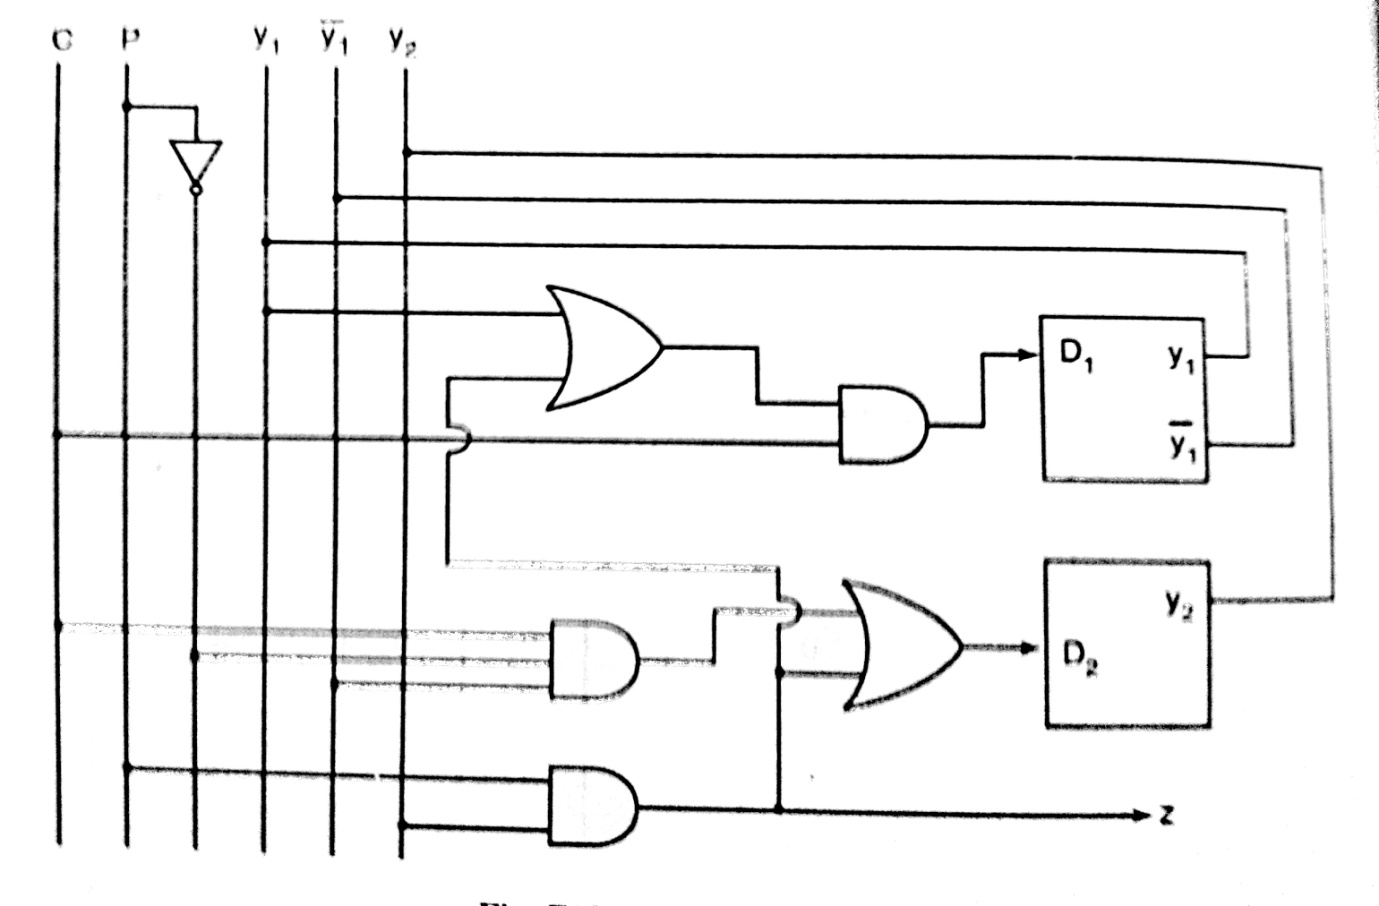 C P y₁ y̅₁ y₂
D₁ y₁
y̅₁
y₂
D₂
z